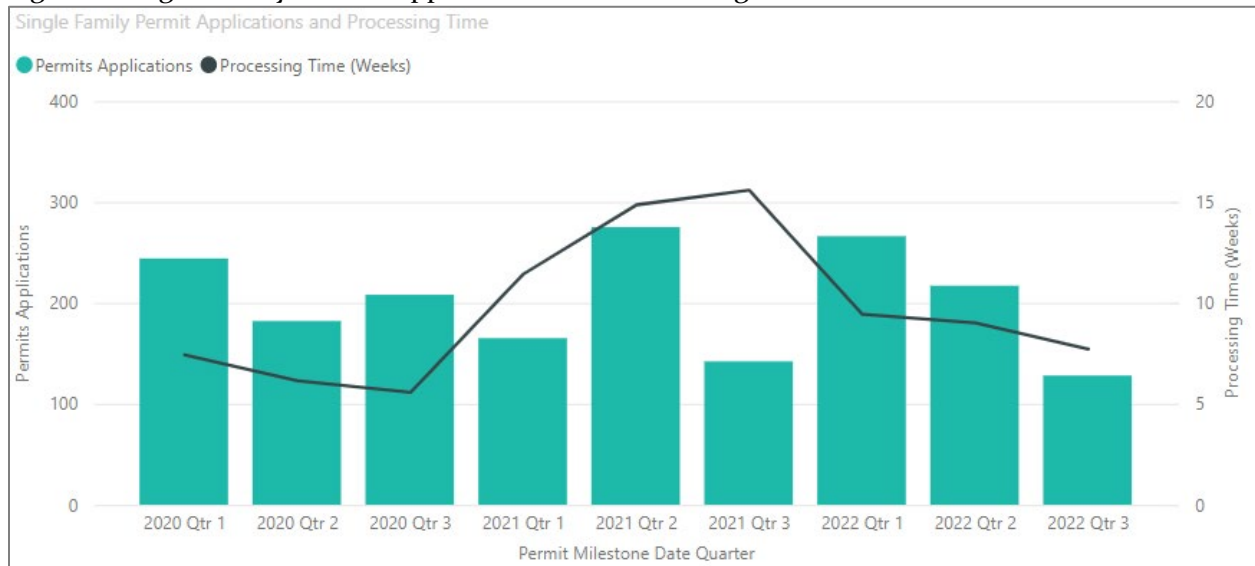 Single Family Permit Applications and Processing Time
Permits Applications Processing Time (Weeks)
400
300
200
100
0
Permits Applications
20
15
10
5
0
Processing Time (Weeks)
2020 Qtr 1 2020 Qtr 2 2020 Qtr 3 2021 Qtr 1 2021 Qtr 2 2021 Qtr 3 2022 Qtr 1 2022 Qtr 2 2022 Qtr 3
Permit Milestone Date Quarter